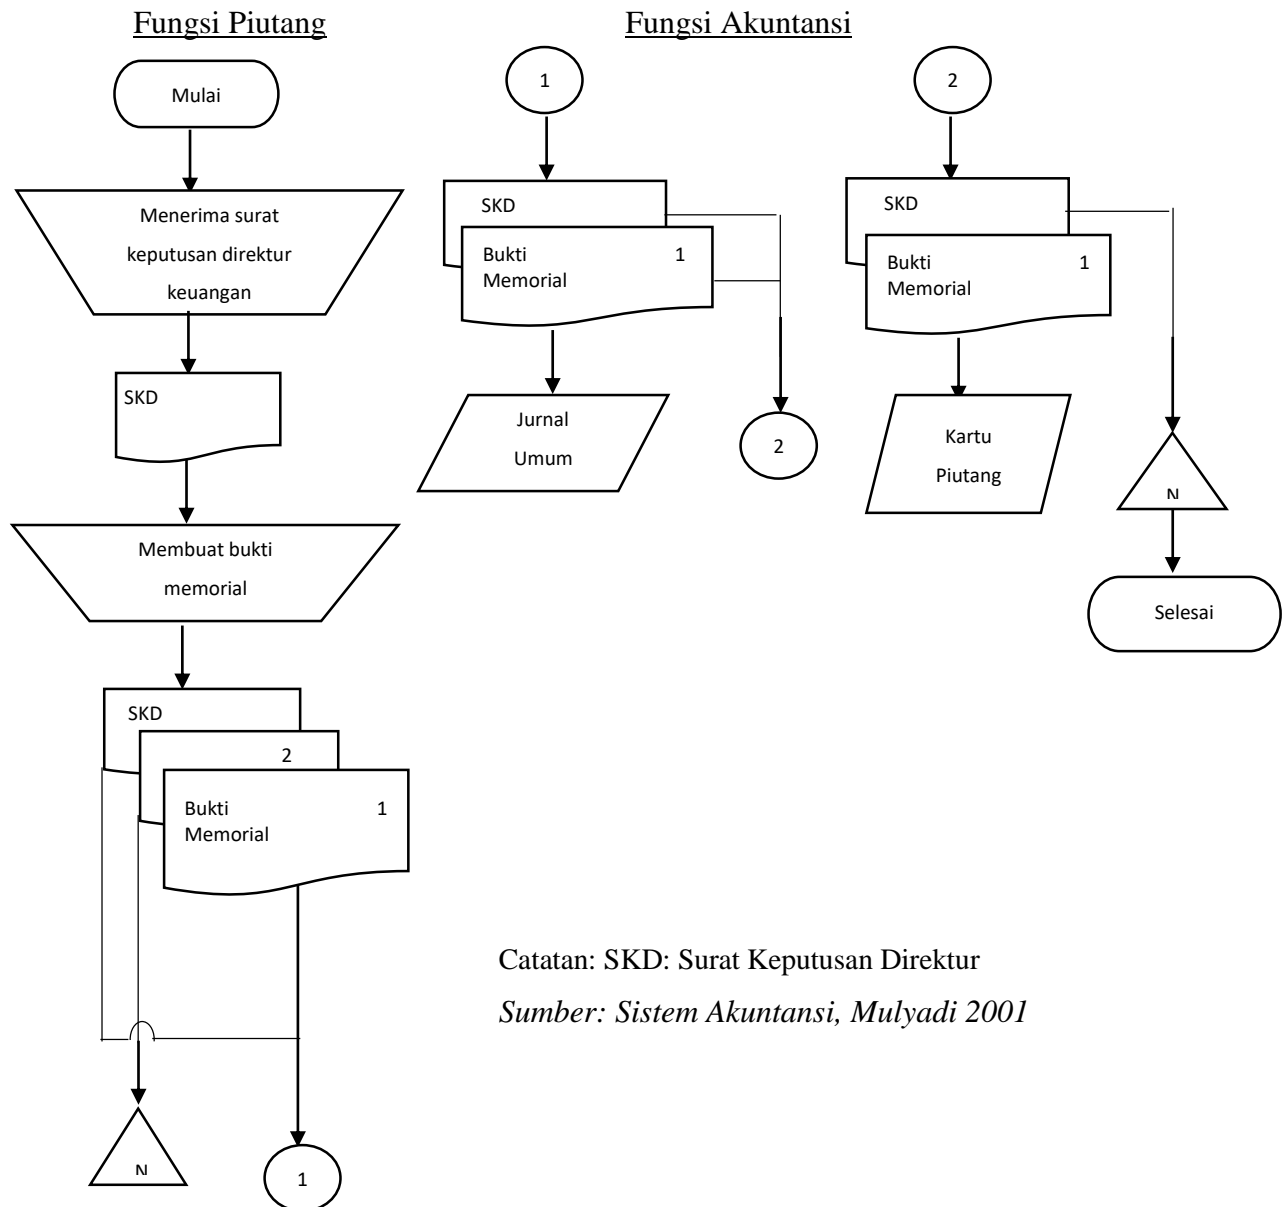 Fungsi Piutang
Fungsi Akuntansi
Mulai
Menerima surat
keputusan direktur
keuangan
SKD
Membuat bukti
memorial
SKD
2
Bukti 1
Memorial
N
1
1
SKD
Bukti 1
Memorial
Jurnal
Umum
2
2
SKD
Bukti 1
Memorial
Kartu
Piutang
N
Selesai
Catatan: SKD: Surat Keputusan Direktur
Sumber: Sistem Akuntansi, Mulyadi 2001